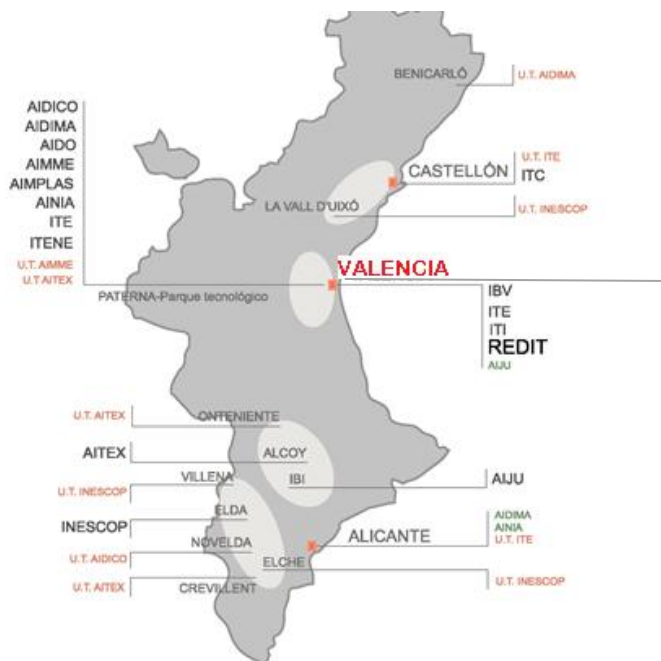 BENICARLÓ
U.T. AIDIMA
AIDICO
AIDIMA
AIDO
AIMME
AIMPLAS
AINIA
ITE
ITENE
U.T. AIMME
U.T AITEX
PATERNA-Parque tecnológico
CASTELLÓN
U.T. ITE
ITC
LA VALL D'UIXÓ
U.T. INESCOP
VALENCIA
IBV
ITE
ITI
REDIT
AIJU
U.T. AITEX
ONTENIENTE
AITEX
ALCOY
VILLENA
IBI
AIJU
U.T. INESCOP
ELDA
INESCOP
NOVELDA
U.T. AIDICO
ALICANTE
AIDIMA
AINIA
U.T. ITE
ELCHE
U.T. INESCOP
U.T. AITEX
CREVILLENT